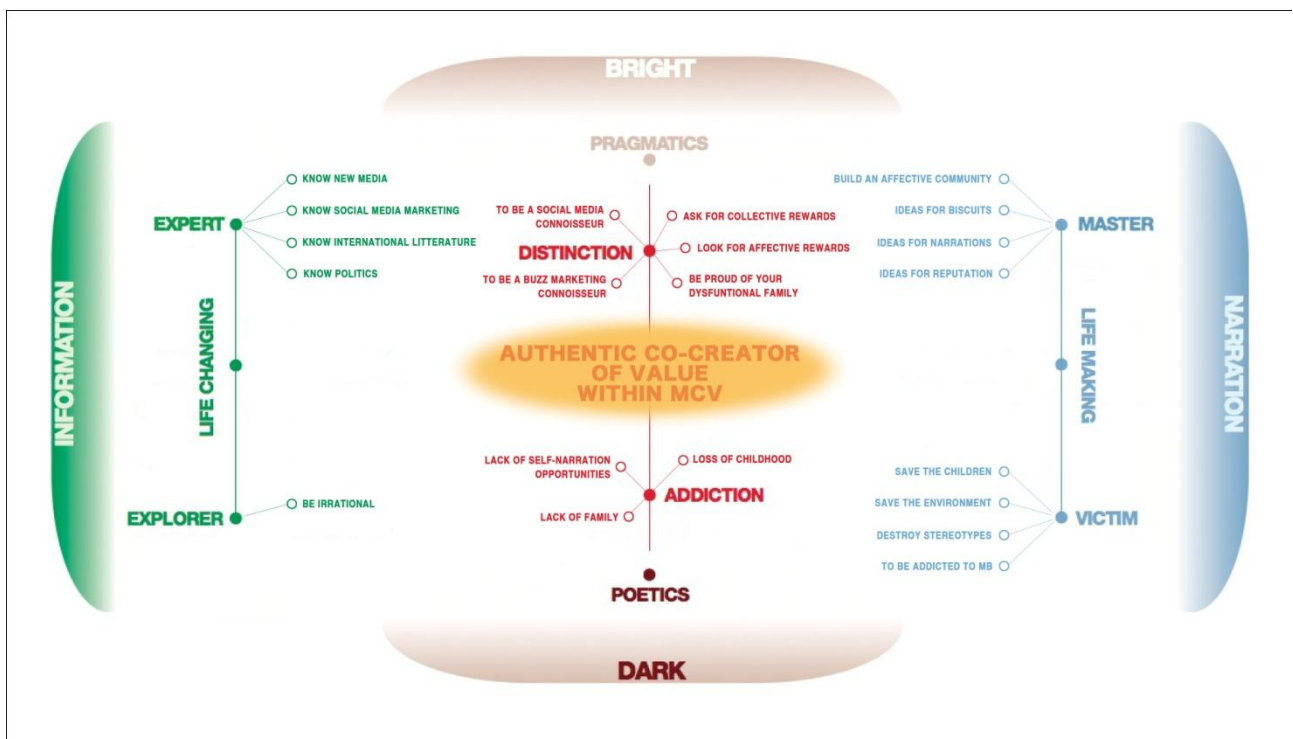 BRIGHT
PRAGMATICS
INFORMATION
LIFE CHANGING
EXPERT
KNOW NEW MEDIA
KNOW SOCIAL MEDIA MARKETING
KNOW INTERNATIONAL LITTERATURE
KNOW POLITICS
EXPLORER
BE IRRATIONAL
TO BE A SOCIAL MEDIA
CONNOISSEUR
DISTINCTION
TO BE A BUZZ MARKETING
CONNOISSEUR
ASK FOR COLLECTIVE REWARDS
LOOK FOR AFFECTIVE REWARDS
BE PROUD OF YOUR
DYSFUNTIONAL FAMILY
AUTHENTIC CO-CREATOR
OF VALUE
WITHIN MCV
LACK OF SELF-NARRATION
OPPORTUNITIES
LOSS OF CHILDHOOD
ADDICTION
LACK OF FAMILY
BUILD AN AFFECTIVE COMMUNITY
IDEAS FOR BISCUITS
IDEAS FOR NARRATIONS
IDEAS FOR REPUTATION
MASTER
LIFE MAKING
SAVE THE CHILDREN
SAVE THE ENVIRONMENT
DESTROY STEREOTYPES
TO BE ADDICTED TO MB
VICTIM
NARRATION
POETICS
DARK